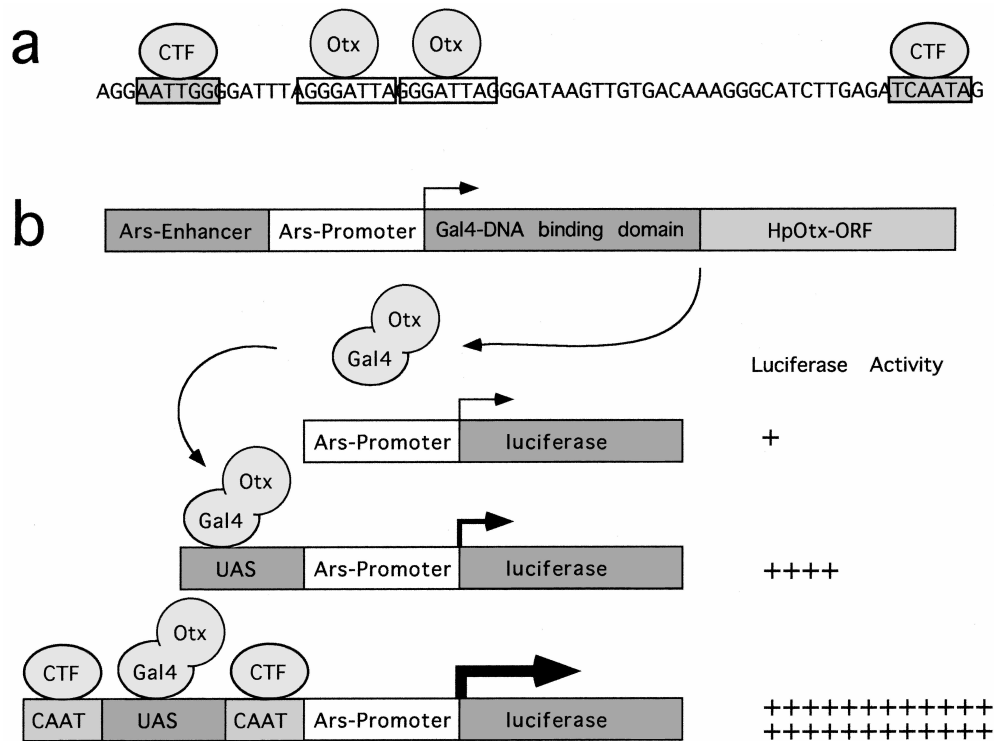 a
CTF Otx Otx CTF
AGGAATTGGGGATTTAGGGATTAGGGATTAGGGATAAGTTGTGACAAAGGGCATCTTGAGATCAATAG
b
Ars-Enhancer Ars-Promoter Gal4-DNA binding domain HpOtx-ORF
Otx
Gal4
Luciferase Activity
Ars-Promoter luciferase +
Otx
Gal4
UAS Ars-Promoter luciferase ++++
Otx
CTF Gal4 CTF
CAAT UAS CAAT Ars-Promoter luciferase ++++++++++++
++++++++++++